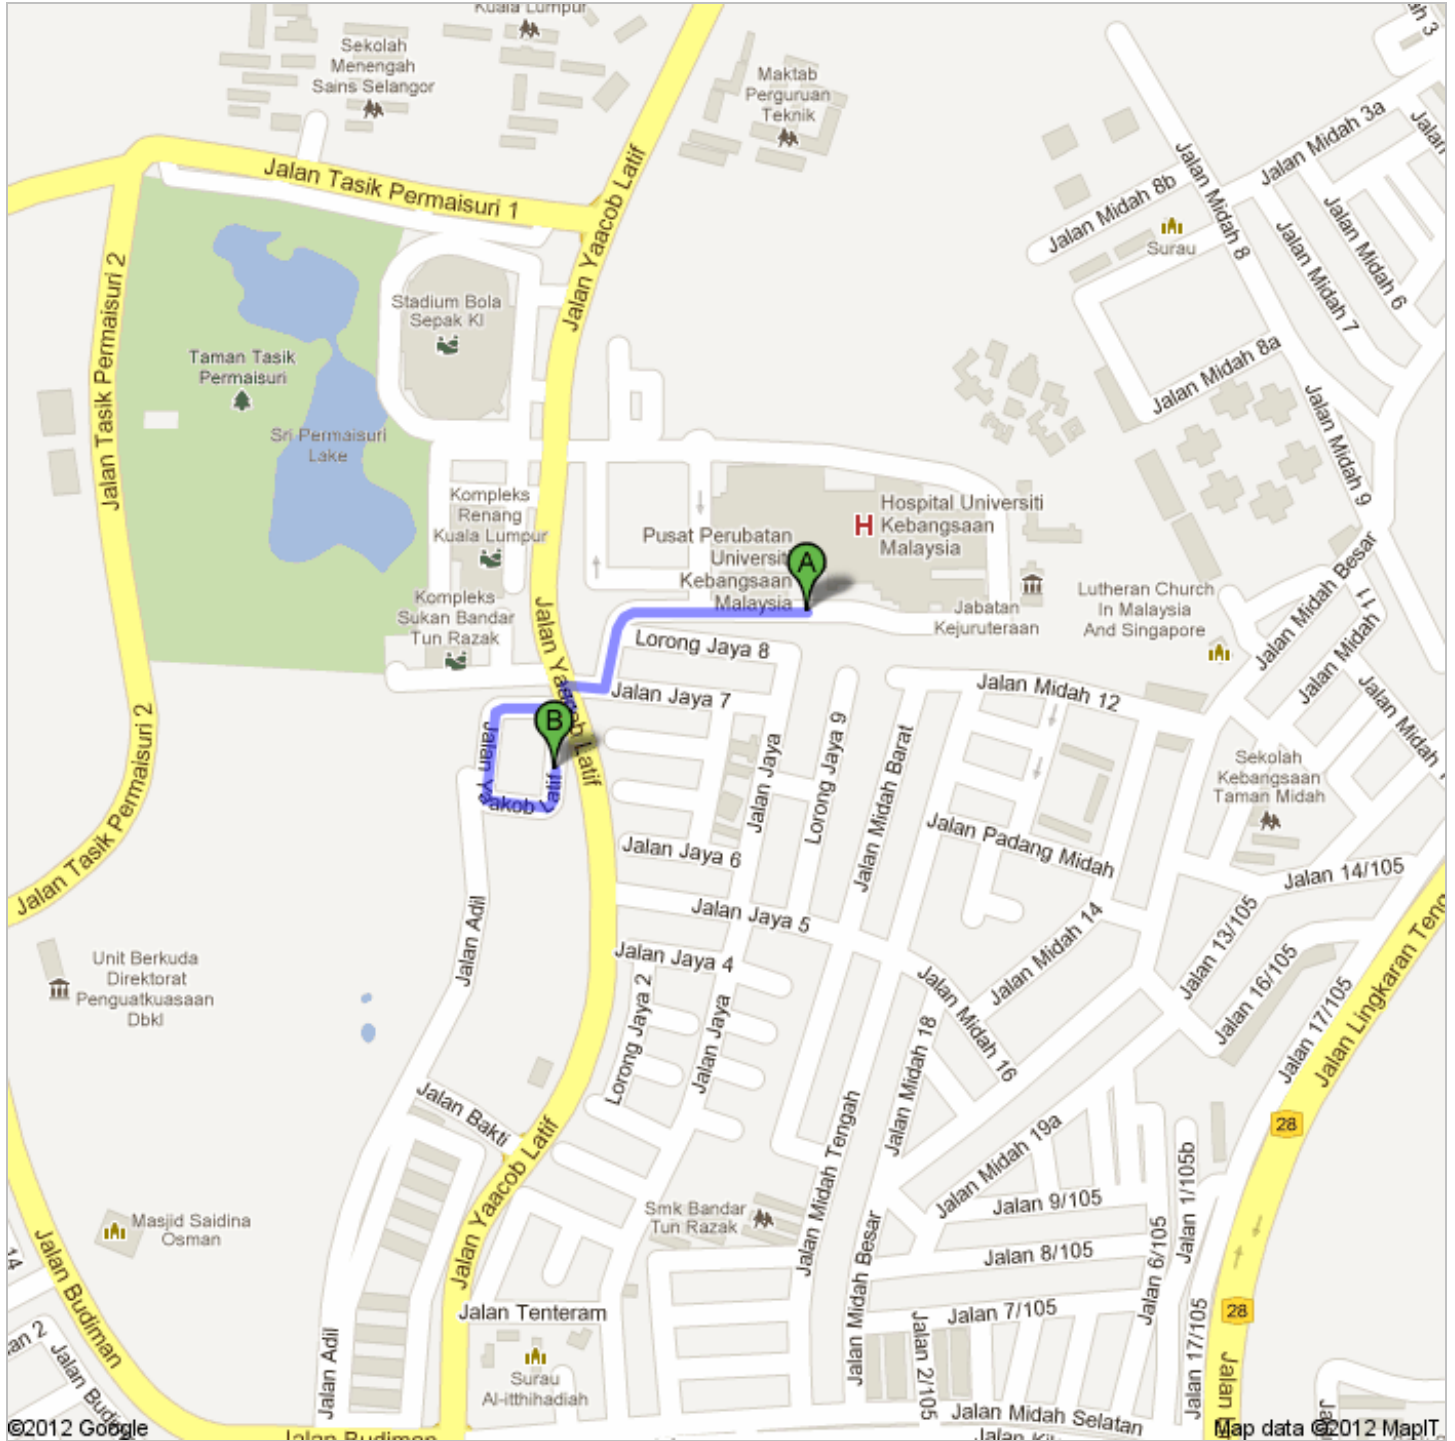 Kuala Lumpur
Sekolah
Menengah
Sains Selangor
Maktab
Perguruan
Teknik
Jalan Tasik Permaisuri 1
Jalan Yaacob Latif
Jalan Midah 3a
Jalan Midah 8b
Jalan Midah 8
Surau
Jalan Midah 6
Jalan Midah 7
Jalan Midah 8a
Jalan Midah 9
Jalan Tasik Permaisuri 2
Stadium Bola
Sepak Kl
Taman Tasik
Permaisuri
Sri Permaisuri
Lake
Kompleks
Renang
Kuala Lumpur
Kompleks
Sukan Bandar
Tun Razak
Pusat Perubatan
Universiti
Kebangsaan
Malaysia
H
Hospital Universiti
Kebangsaan
Malaysia
A
Jabatan
Kejuruteraan
Lutheran Church
In Malaysia
And Singapore
Jalan Midah Besar
Jalan Midah 11
Jalan Yaacob Latif
Lorong Jaya 8
Jalan Jaya 7
Jalan Midah 12
B
Jalan Yaakob Latif
Jalan Jaya
Lorong Jaya 9
Jalan Midah Barat
Sekolah
Kebangsaan
Taman Midah
Jalan Padang Midah
Jalan Jaya 6
Jalan 14/105
Jalan Tasik Permaisuri 2
Jalan Adil
Jalan Jaya 5
Jalan Jaya 4
Jalan Midah 14
Jalan 13/105
Jalan 16/105
Jalan 17/105
Jalan Lingkaran Teng
Unit Berkuda
Direktorat
Penguatkuasaan
Dbkl
Lorong Jaya 2
Jalan Jaya
Jalan Midah 16
Jalan Midah 18
Jalan Bakti
Jalan Yaacob Latif
Jalan Midah Tengah
Jalan Midah 19a
28
Jalan 1/105b
Jalan 9/105
Smk Bandar
Tun Razak
Masjid Saidina
Osman
14
Jalan Budiman
Jalan Midah Besar
Jalan 8/105
Jalan 6/105
Jalan Tenteram
Jalan 7/105
28
Jalan 17/105
Jalan Adil
Surau
Al-itthihadiah
Jalan 2/105
Jalan Midah Selatan
©2012 Google
Jalan Budiman
Map data ©2012 MapIT